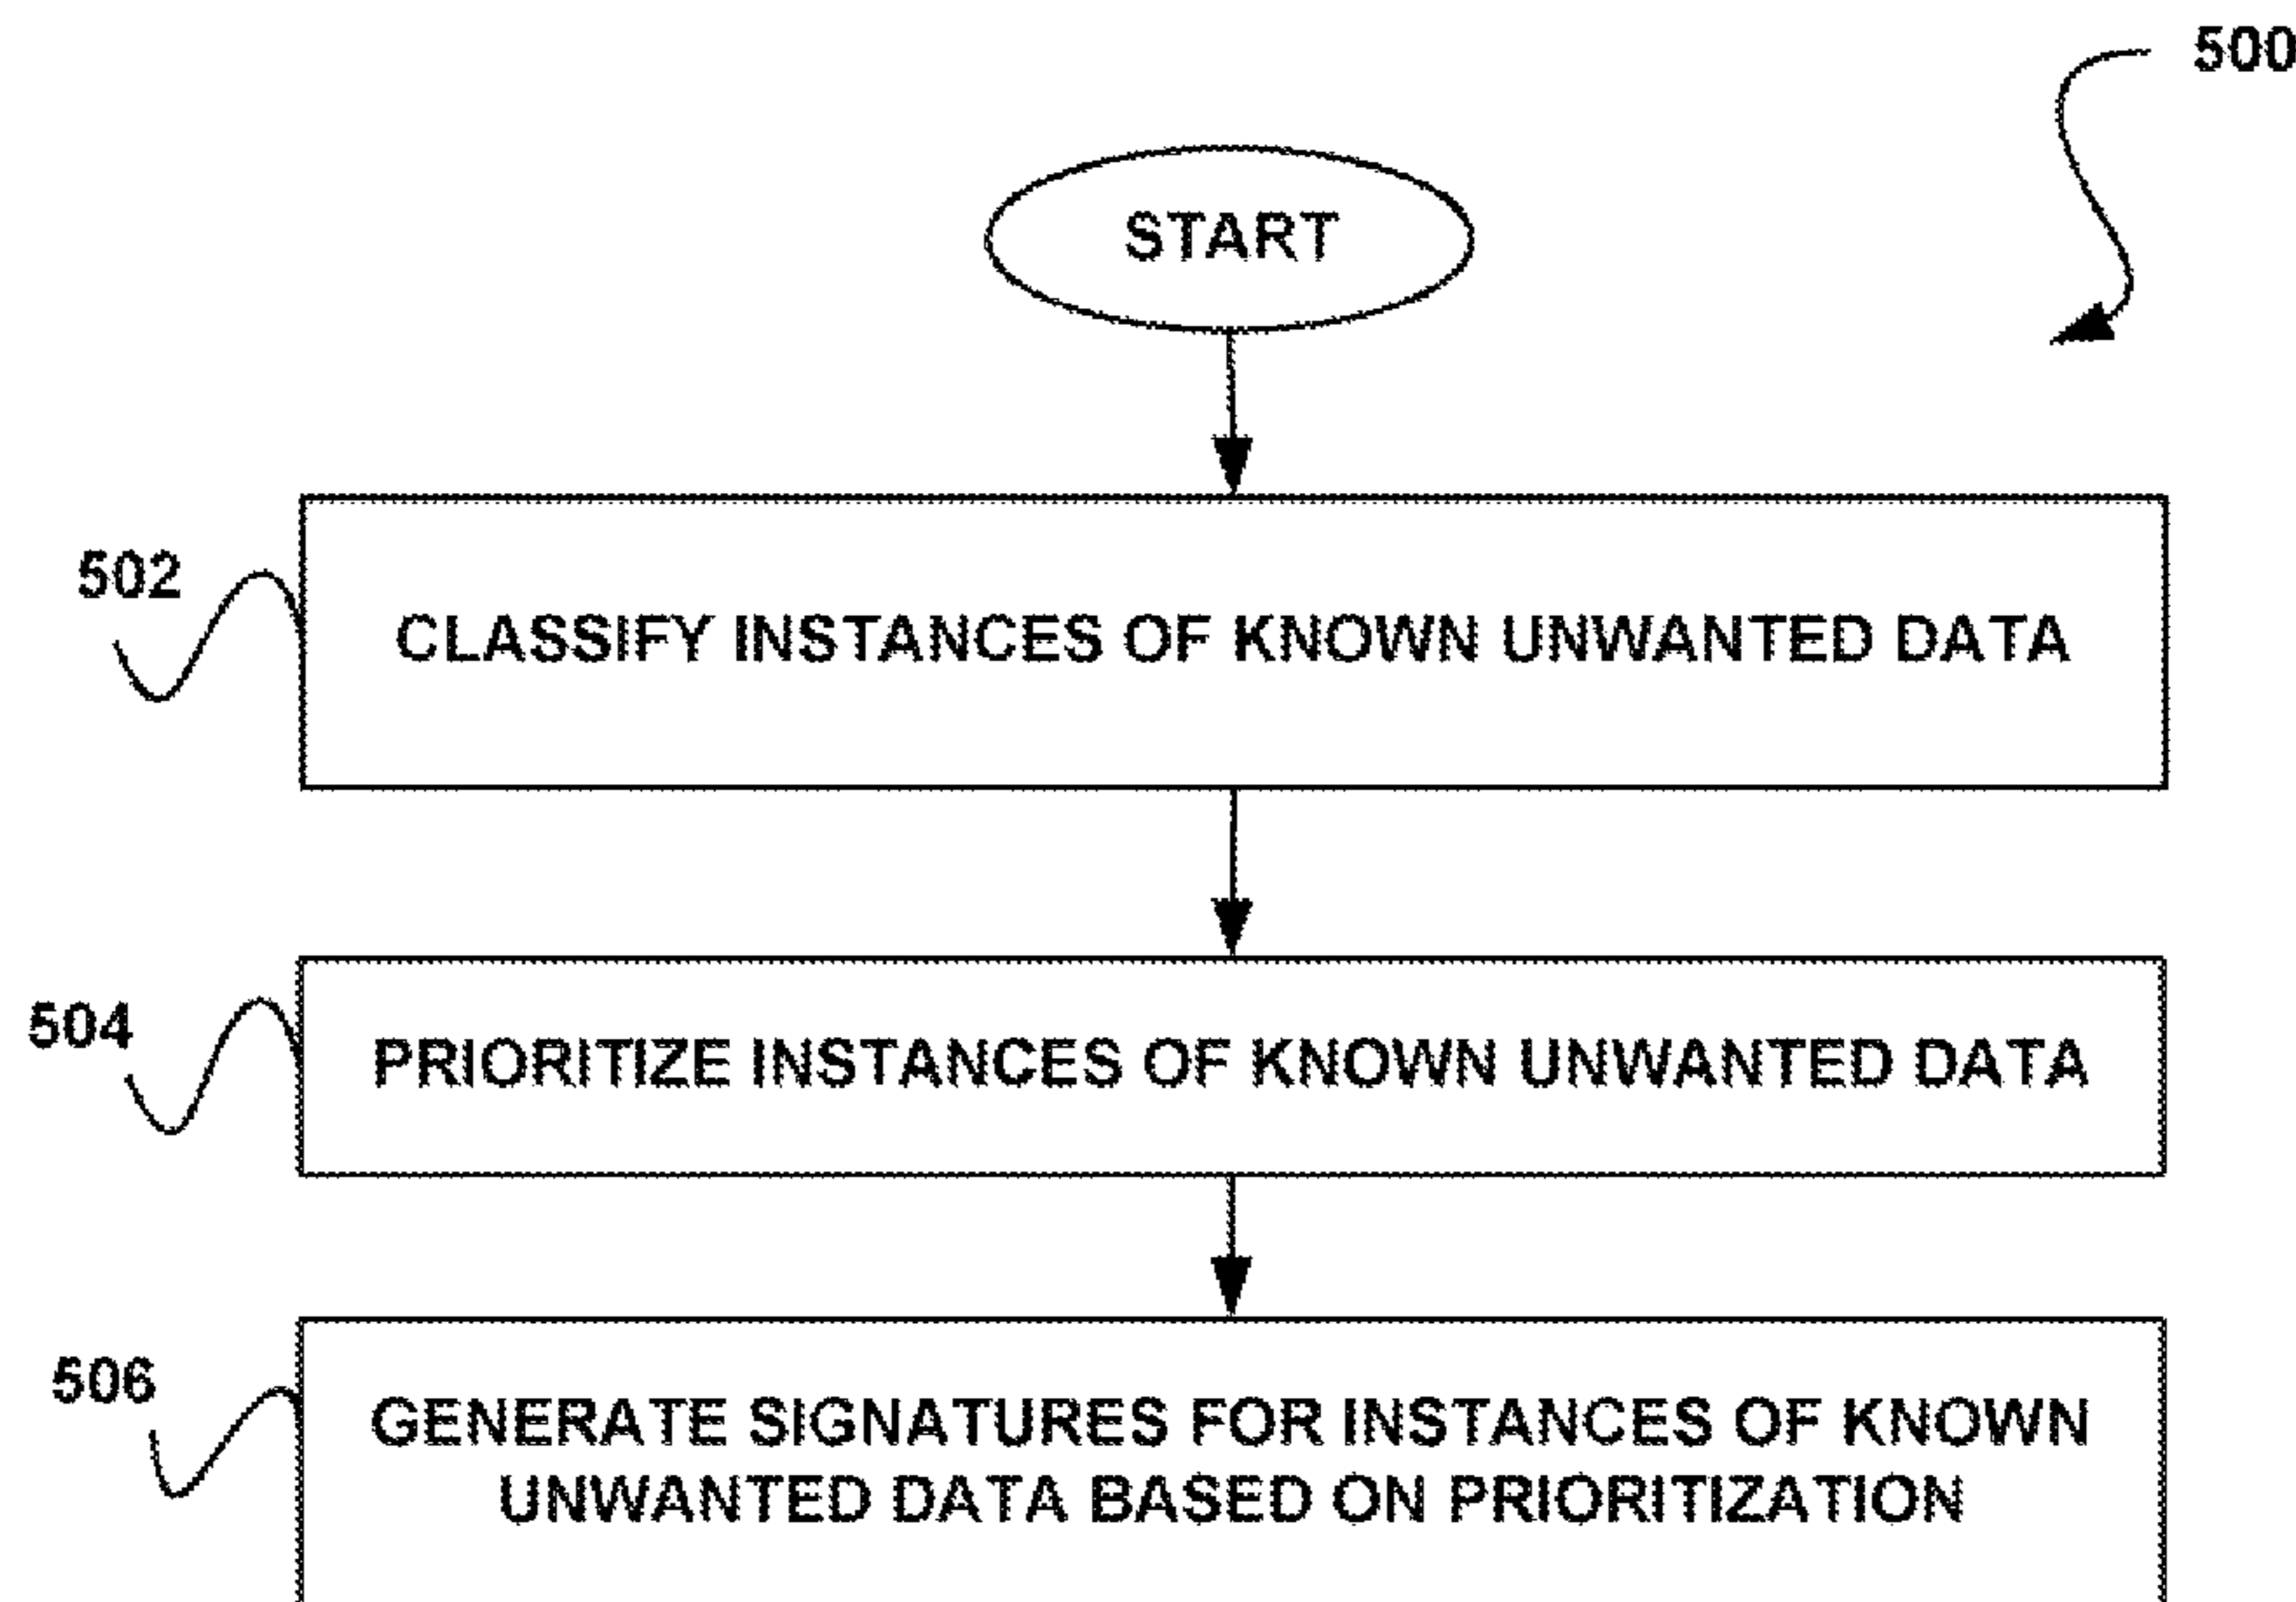 500
START
502
CLASSIFY INSTANCES OF KNOWN UNWANTED DATA
504
PRIORITIZE INSTANCES OF KNOWN UNWANTED DATA
506
GENERATE SIGNATURES FOR INSTANCES OF KNOWN
UNWANTED DATA BASED ON PRIORITIZATION